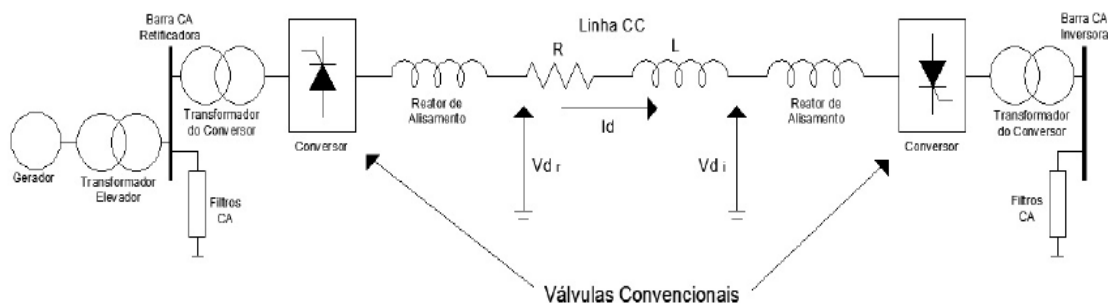 Barra CA
Retificadora
Linha CC
Barra CA
Inversora
R
L
Transformador
do Conversor
Conversor
Reator de
Alisamento
Id
Reator de
Alisamento
Conversor
Transformador
do Conversor
Gerador
Transformador
Elevador
Filtros
CA
Vd r
Vd i
Filtros
CA
Válvulas Convencionais